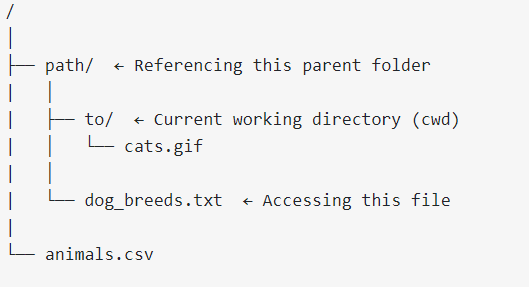 /
│
├── path/  ← Referencing this parent folder
|   │
|   ├── to/  ← Current working directory (cwd)
|   │   └── cats.gif
|   │
|   └── dog_breeds.txt  ← Accessing this file
|
└── animals.csv